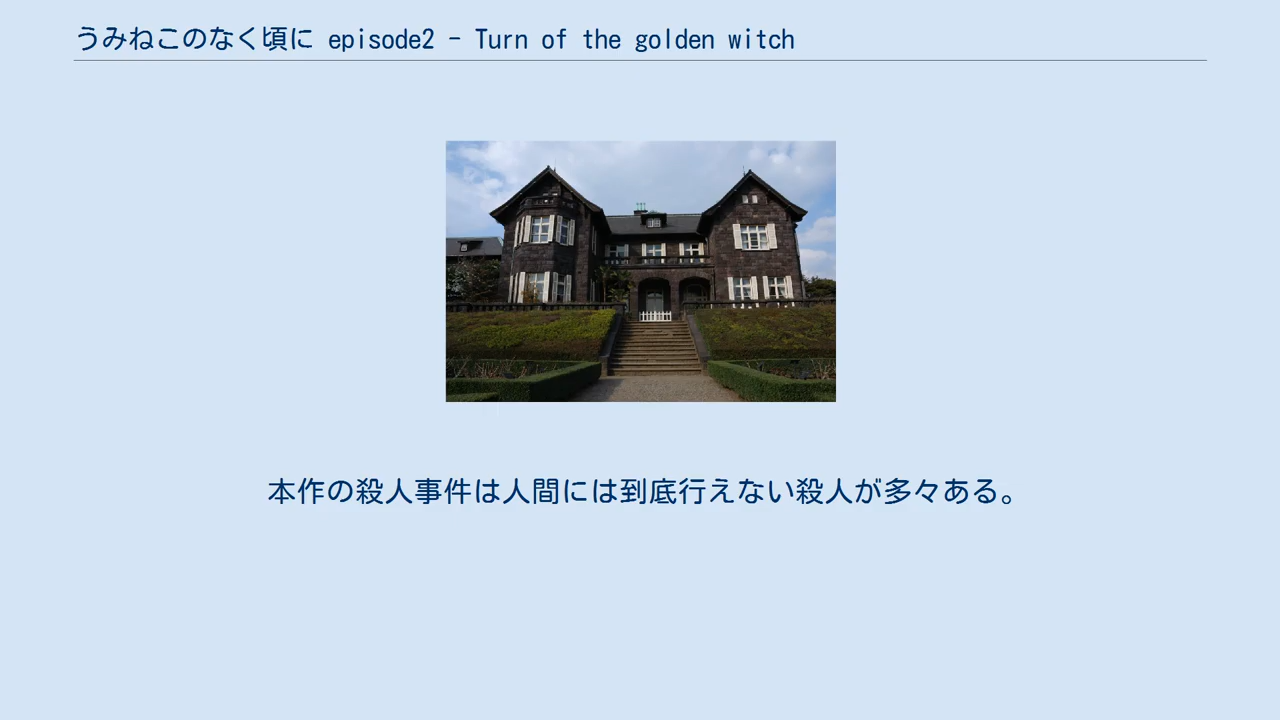 うみねこのなく頃に episode2 - Turn of the golden witch
本作の殺人事件は人間には到底行えない殺人が多々ある。